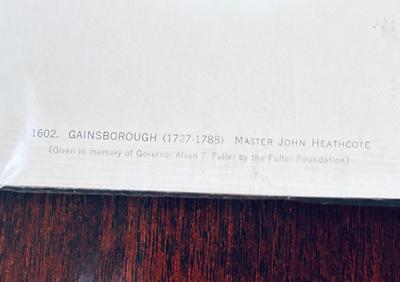 1602. GAINSBOROUGH (1727-1788) MASTER JOHN HEATHCOTE
(Given in memory of Governor Alvan T. Fuller by the Fuller Foundation)